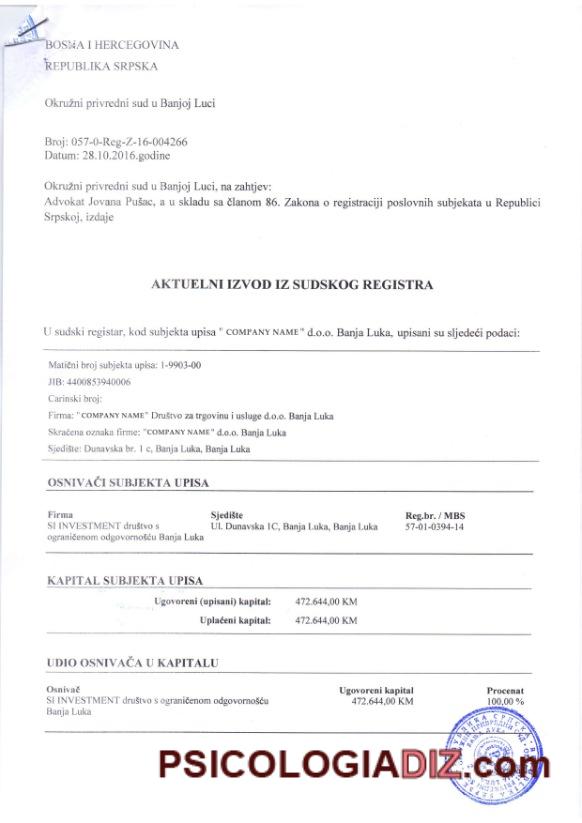 BOSNA I HERCEGOVINA
REPUBLIKA SRPSKA
Okružni privredni sud u Banjoj Luci
Broj: 057-0-Reg-Z-16-004266
Datum: 28.10.2016.godine
Okružni privredni sud u Banjoj Luci, na zahtjev:
Advokat Jovana Pušac, a u skladu sa članom 86. Zakona o registraciji poslovnih subjekata u Republici
Srpskoj, izdaje
AKTUELNI IZVOD IZ SUDSKOG REGISTRA
U sudski registar, kod subjekta upisa " COMPANY NAME" d.o.o. Banja Luka, upisani su sljedeći podaci:
Matični broj subjekta upisa: 1-9903-00
JIB: 4400853940006
Carinski broj:
Firma: "COMPANY NAME" Društvo za trgovinu i usluge d.o.o. Banja Luka
Skraćena oznaka firme: "COMPANY NAME" d.o.o. Banja Luka
Sjedište: Dunavska br. 1 c, Banja Luka, Banja Luka
OSNIVAČI SUBJEKTA UPISA
Firma Sjedište Reg.br. / MBS
SI INVESTMENT društvo s Ul. Dunavska 1C, Banja Luka, Banja Luka 57-01-0394-14
ograničenom odgovornošću Banja Luka
KAPITAL SUBJEKTA UPISA
Ugovoreni (upisani) kapital: 472.644,00 KM
Uplaćeni kapital: 472.644,00 KM
UDIO OSNIVAČA U KAPITALU
Osnivač Ugovoreni kapital Procenat
SI INVESTMENT društvo s ograničenom odgovornošću 472.644,00 KM 100,00 %
Banja Luka
PSICOLOGIADIZ.com